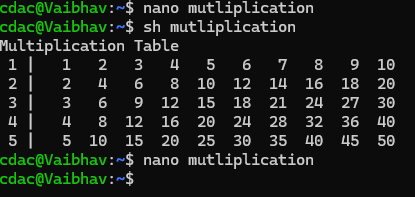 cdac@Vaibhav:~$ nano mutliplication
cdac@Vaibhav:~$ sh mutliplication
Multiplication Table
1 |   1   2   3   4   5   6   7   8   9  10
2 |   2   4   6   8  10  12  14  16  18  20
3 |   3   6   9  12  15  18  21  24  27  30
4 |   4   8  12  16  20  24  28  32  36  40
5 |   5  10  15  20  25  30  35  40  45  50
cdac@Vaibhav:~$ nano mutliplication
cdac@Vaibhav:~$